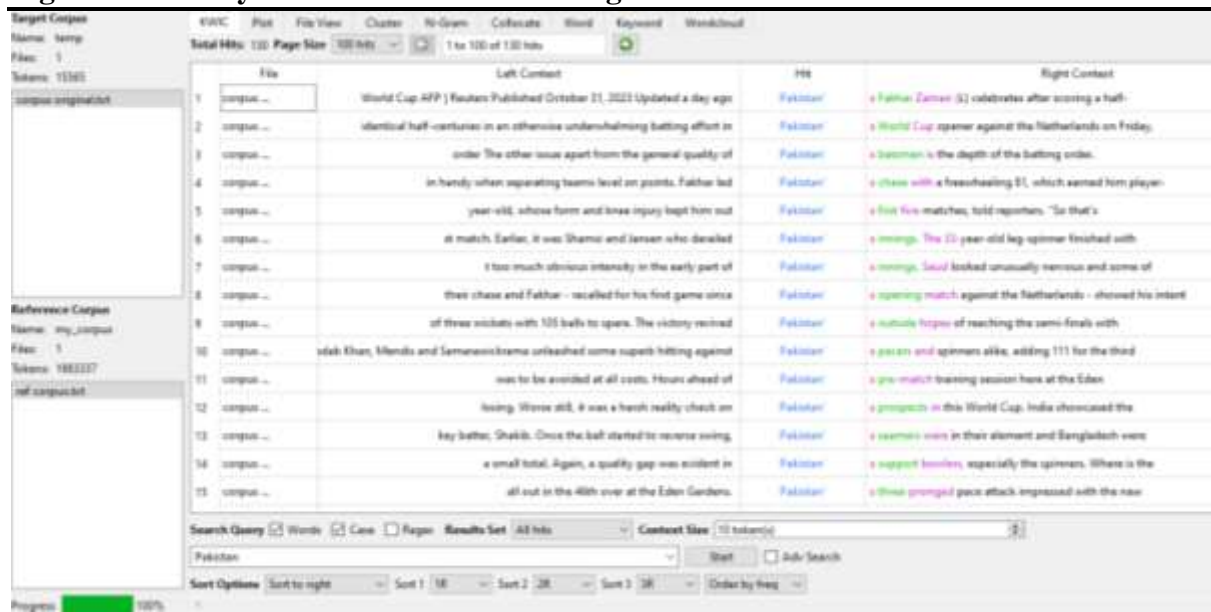 Target Corpus
Name: temp
Files: 1
Tokens: 15565
corpus original.txt
Reference Corpus
Name: my_corpus
Files: 1
Tokens: 1883337
ref corpus.txt
Progress 100%
KWIC Plot File View Cluster N-Gram Collocate Word Keyword Wordcloud
Total Hits: 130 Page Size 100 hits 1 to 100 of 130 hits
File Left Context Hit Right Context
1 corpus ... World Cup AFP | Reuters Published October 31, 2023 Updated a day ago Pakistan' s Fakhar Zaman (L) celebrates after scoring a half-
2 corpus ... identical half-centuries in an otherwise underwhelming batting effort in Pakistan' s World Cup opener against the Netherlands on Friday,
3 corpus ... order The other issue apart from the general quality of Pakistan' s batsmen is the depth of the batting order.
4 corpus ... in handy when separating teams level on points. Fakhar led Pakistan' s chase with a freewheeling 81, which earned him player-
5 corpus ... year-old, whose form and knee injury kept him out Pakistan' s first five matches, told reporters. "So that's
6 corpus ... at match. Earlier, it was Shamsi and Jansen who derailed Pakistan' s innings. The 33-year-old leg-spinner finished with
7 corpus ... t too much obvious intensity in the early part of Pakistan' s innings. Saud looked unusually nervous and some of
8 corpus ... their chase and Fakhar - recalled for his first game since Pakistan' s opening match against the Netherlands - showed his intent
9 corpus ... of three wickets with 105 balls to spare. The victory revived Pakistan' s outside hopes of reaching the semi-finals with
10 corpus ... adab Khan, Mendis and Samarawickrama unleashed some superb hitting against Pakistan' s pacers and spinners alike, adding 111 for the third
11 corpus ... was to be avoided at all costs. Hours ahead of Pakistan' s pre-match training session here at the Eden
12 corpus ... losing. Worse still, it was a harsh reality check on Pakistan' s prospects in this World Cup. India showcased the
13 corpus ... key batter, Shakib. Once the ball started to reverse swing, Pakistan' s seamers were in their element and Bangladesh were
14 corpus ... a small total. Again, a quality gap was evident in Pakistan' s support bowlers, especially the spinners. Where is the
15 corpus ... all out in the 46th over at the Eden Gardens. Pakistan' s three pronged pace attack impressed with the new
Search Query Words Case Regex Results Set All hits Context Size 10 token(s)
Pakistan Start Adv Search
Sort Options Sort to right Sort 1 1R Sort 2 2R Sort 3 3R Order by freq